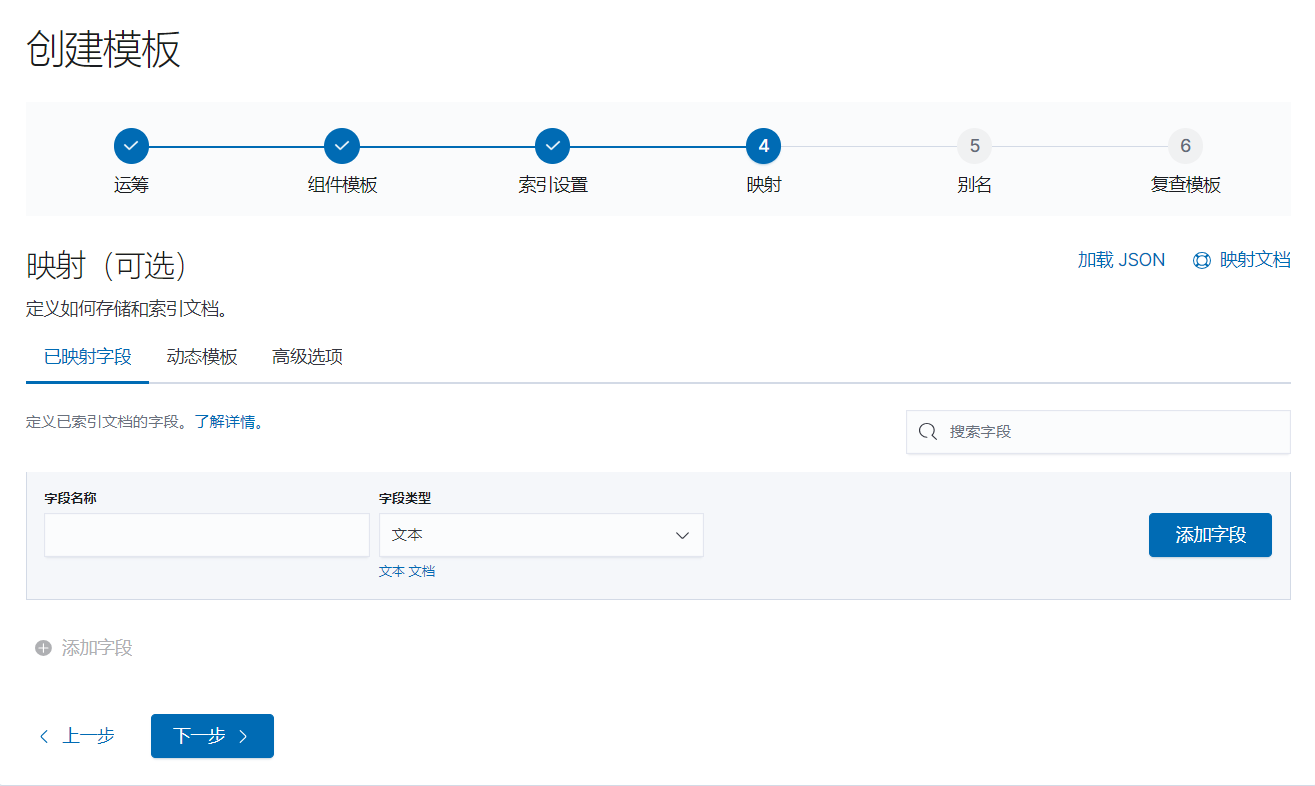 创建模板
4
5
6
运筹
组件模板
索引设置
映射
别名
复查模板
映射（可选）
加载 JSON
映射文档
定义如何存储和索引文档。
已映射字段
动态模板
高级选项
定义已索引文档的字段。了解详情。
搜索字段
字段名称
字段类型
文本
添加字段
文本 文档
添加字段
上一步
下一步